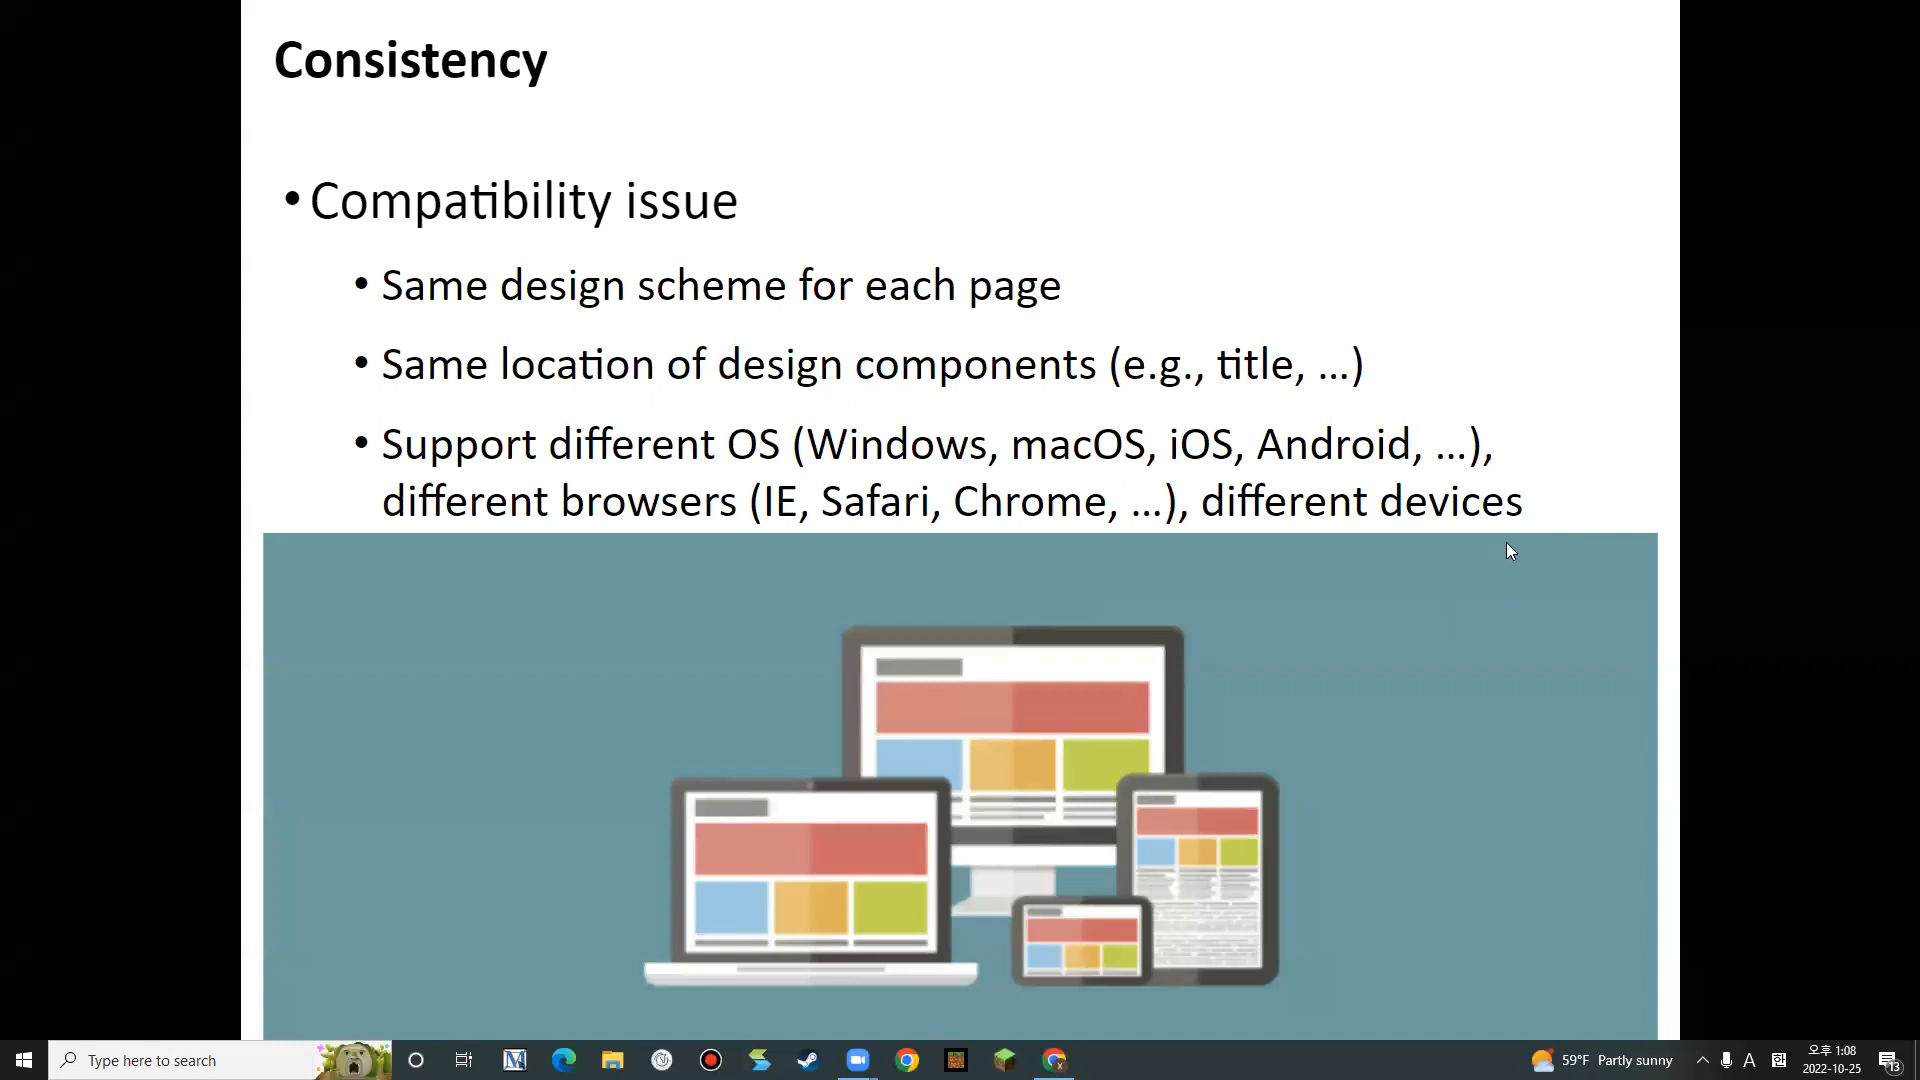 Consistency
• Compatibility issue
• Same design scheme for each page
• Same location of design components (e.g., title, …)
• Support different OS (Windows, macOS, iOS, Android, …),
different browsers (IE, Safari, Chrome, …), different devices
Type here to search
59°F Partly sunny
A
오후 1:08
2022-10-25
13